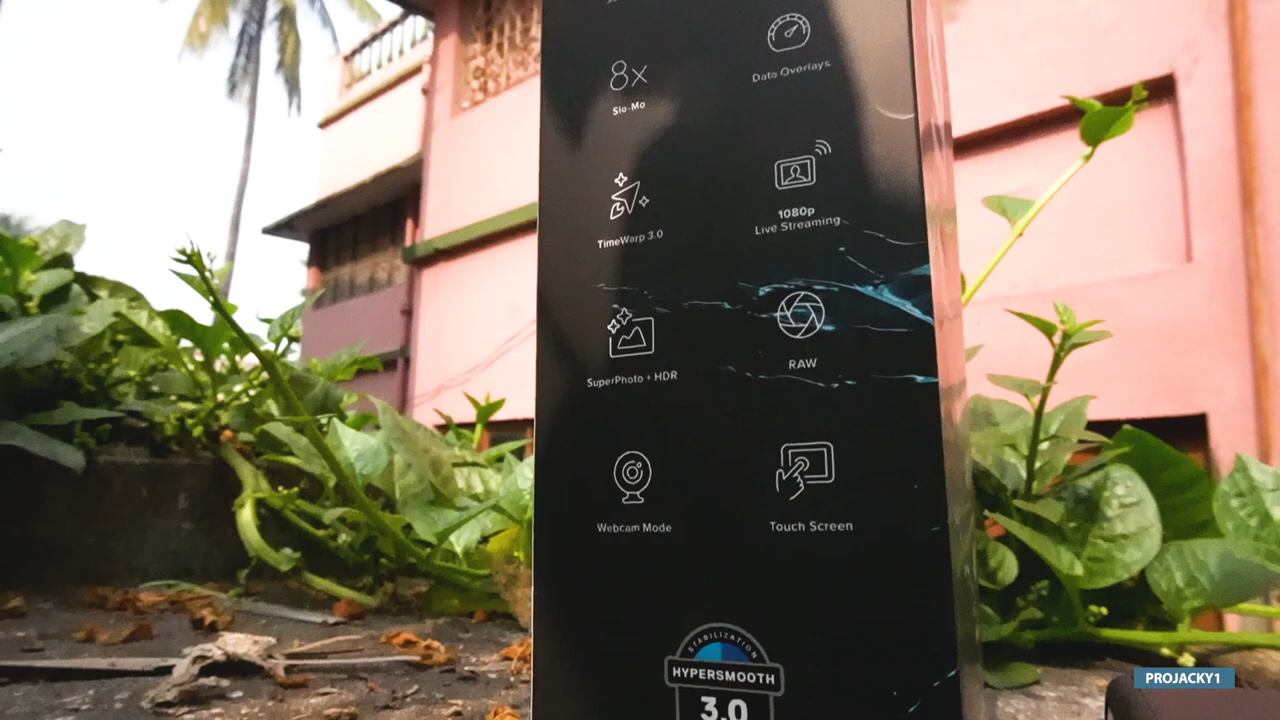 Data Overlays
8x
Slo-Mo
1080p
Live Streaming
TimeWarp 3.0
RAW
SuperPhoto + HDR
Webcam Mode
Touch Screen
STABILIZATION
HYPERSMOOTH
3.0
PROJACKY1